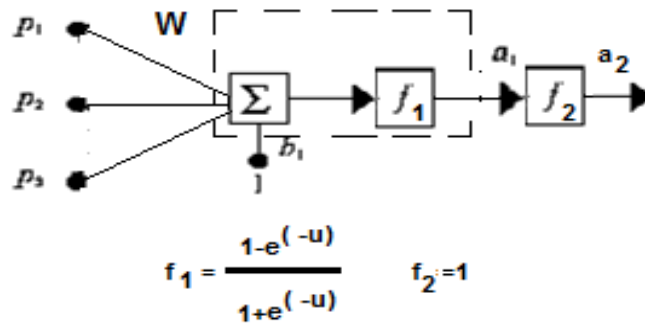 p₁ W
p₂ Σ f₁ a₁ f₂ a₂
p₃ b₁
1
f₁ = 1-e^(-u) / 1+e^(-u) f₂=1